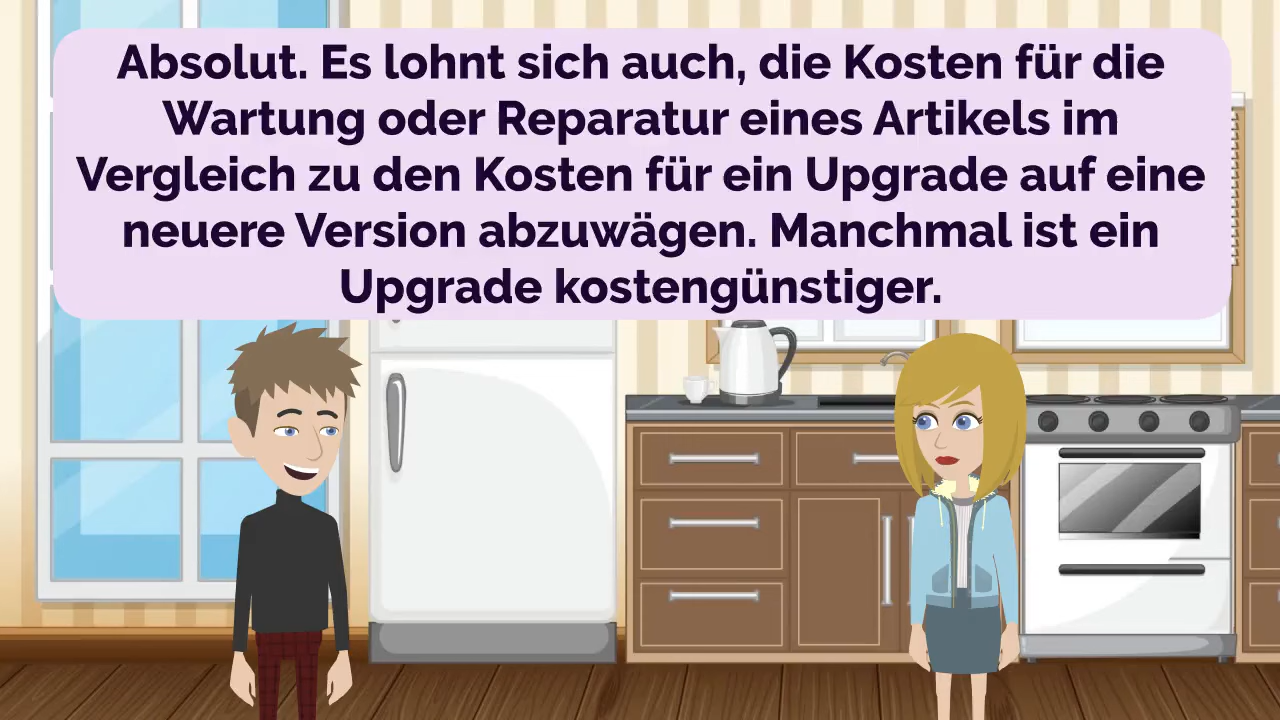 Absolut. Es lohnt sich auch, die Kosten für die
Wartung oder Reparatur eines Artikels im
Vergleich zu den Kosten für ein Upgrade auf eine
neuere Version abzuwägen. Manchmal ist ein
Upgrade kostengünstiger.